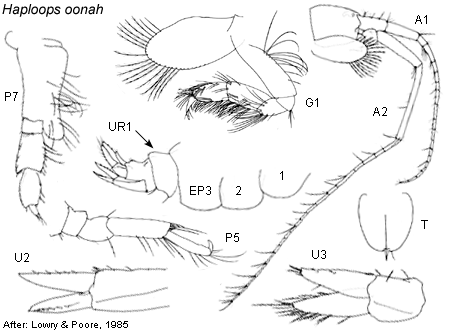 Haploops oonah
A1
P7
G1
A2
UR1
1
EP3
2
T
P5
U2
U3
After: Lowry & Poore, 1985